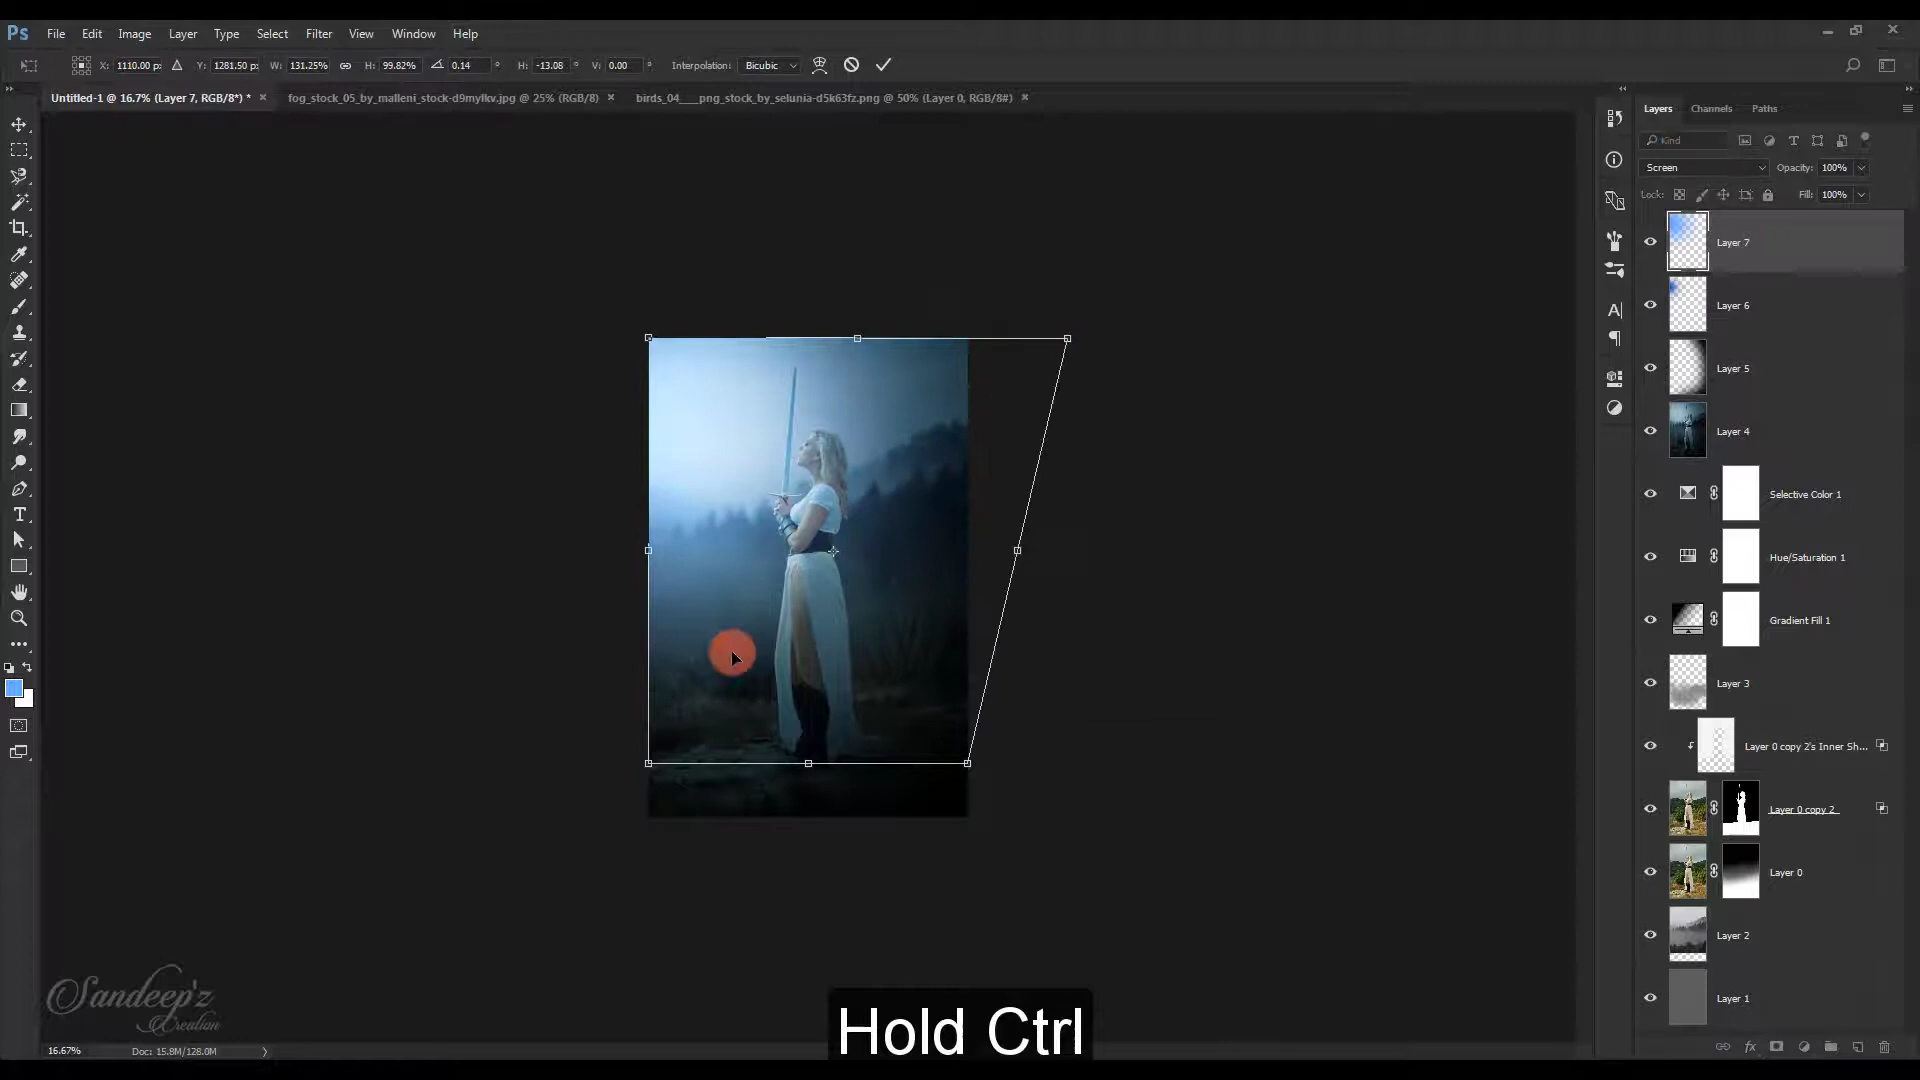 Ps File Edit Image Layer Type Select Filter View Window Help
X: 1110.00 p: Y: 1281.50 p: W: 131.25% H: 99.82% 0.14 ° H: -13.08 ° V: 0.00 ° Interpolation: Bicubic
Untitled-1 @ 16.7% (Layer 7, RGB/8*) * × fog_stock_05_by_malleni_stock-d9mylkv.jpg @ 25% (RGB/8) × birds_04___png_stock_by_selunia-d5k63fz.png @ 50% (Layer 0, RGB/8#) ×
Layers Channels Paths
Kind
Screen Opacity: 100%
Lock: Fill: 100%
Layer 7
Layer 6
Layer 5
Layer 4
Selective Color 1
Hue/Saturation 1
Gradient Fill 1
Layer 3
Layer 0 copy 2's Inner Sh...
Layer 0 copy 2
Layer 0
Layer 2
Layer 1
Sandeep'z
Creation
Hold Ctrl
16.67% Doc: 15.8M/128.0M